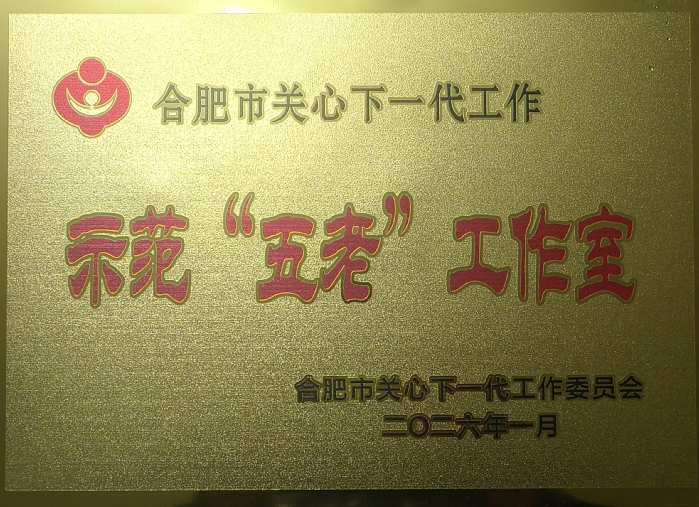 合肥市关心下一代工作
示范“五老”工作室
合肥市关心下一代工作委员会
二〇二六年一月